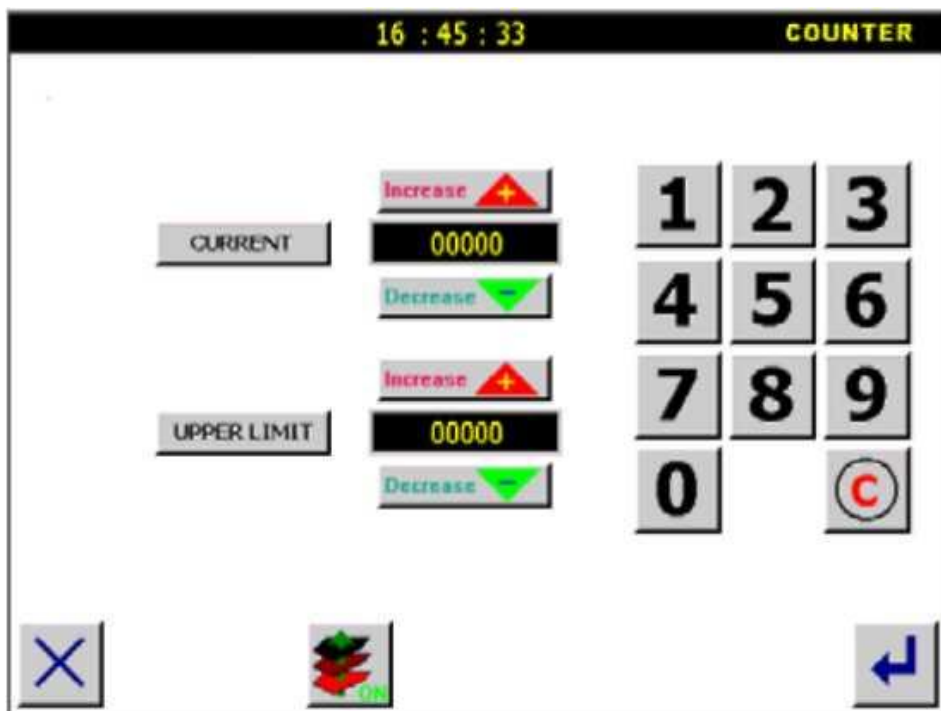 16 : 45 : 33 COUNTER
Increase +
CURRENT 00000
Decrease -
Increase +
UPPER LIMIT 00000
Decrease -
1 2 3
4 5 6
7 8 9
0 C
ON